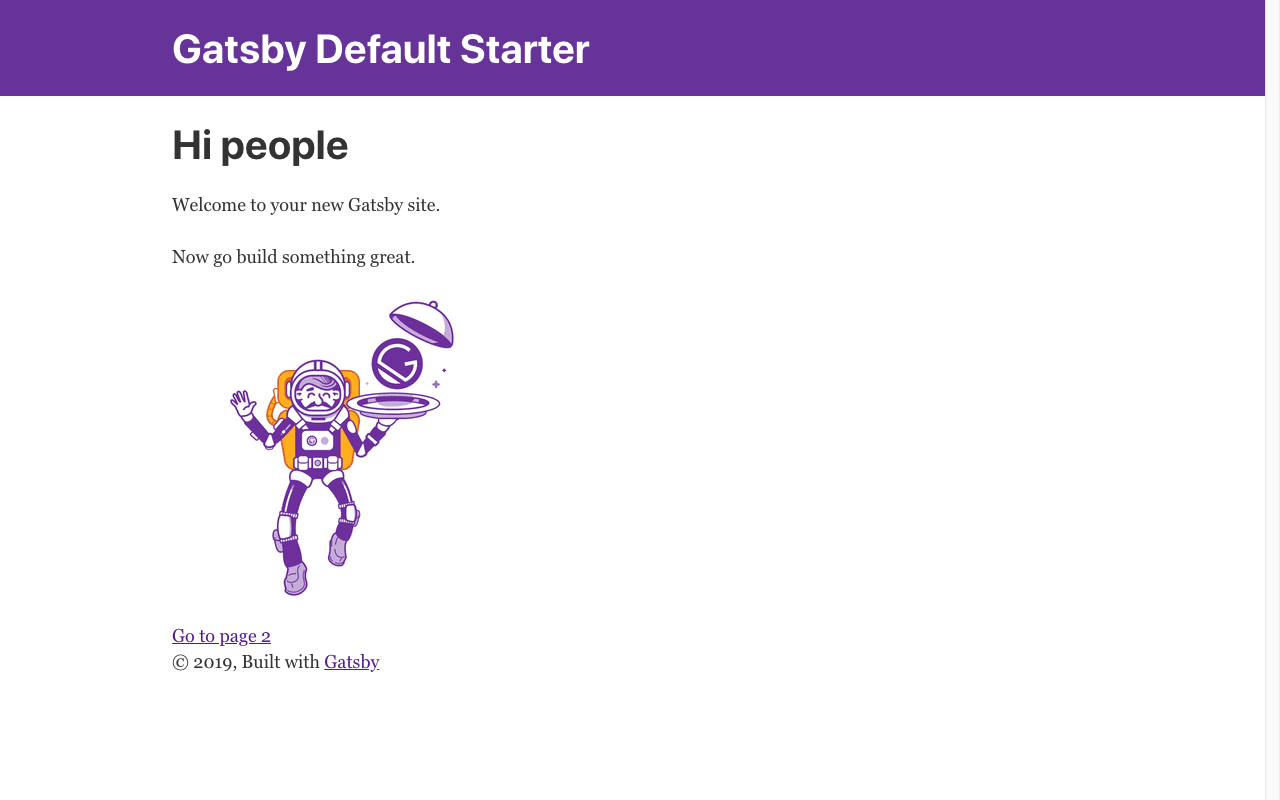 Gatsby Default Starter
Hi people
Welcome to your new Gatsby site.
Now go build something great.
Go to page 2
© 2019, Built with Gatsby